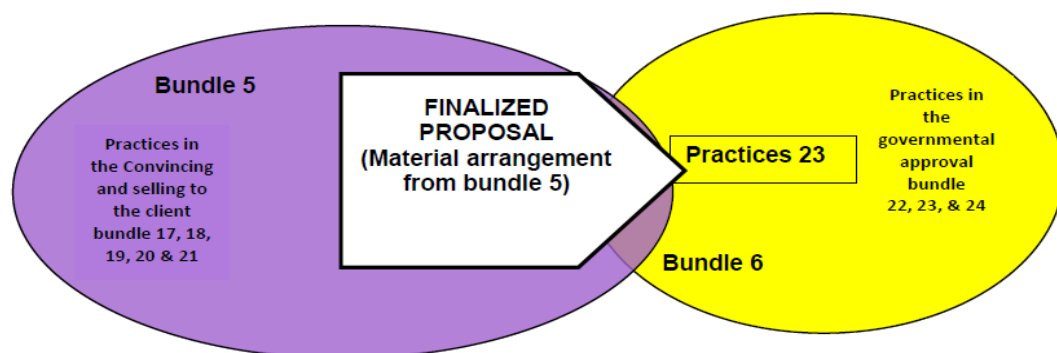 Bundle 5
Practices in
the Convincing
and selling to
the client
bundle 17, 18,
19, 20 & 21
FINALIZED
PROPOSAL
(Material arrangement
from bundle 5)
Practices 23
Practices in
the
governmental
approval
bundle
22, 23, & 24
Bundle 6